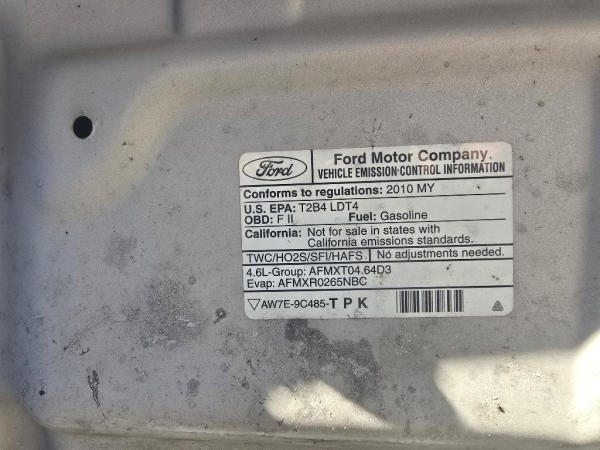 Ford
Ford Motor Company
VEHICLE EMISSION CONTROL INFORMATION
Conforms to regulations: 2010 MY
U.S. EPA: T2B4 LDT4
OBD: F II Fuel: Gasoline
California: Not for sale in states with
California emissions standards.
TWC/HO2S/SFI/HAFS No adjustments needed.
4.6L-Group: AFMXT04.64D3
Evap: AFMXR0265NBC
AW7E-9C485-T P K